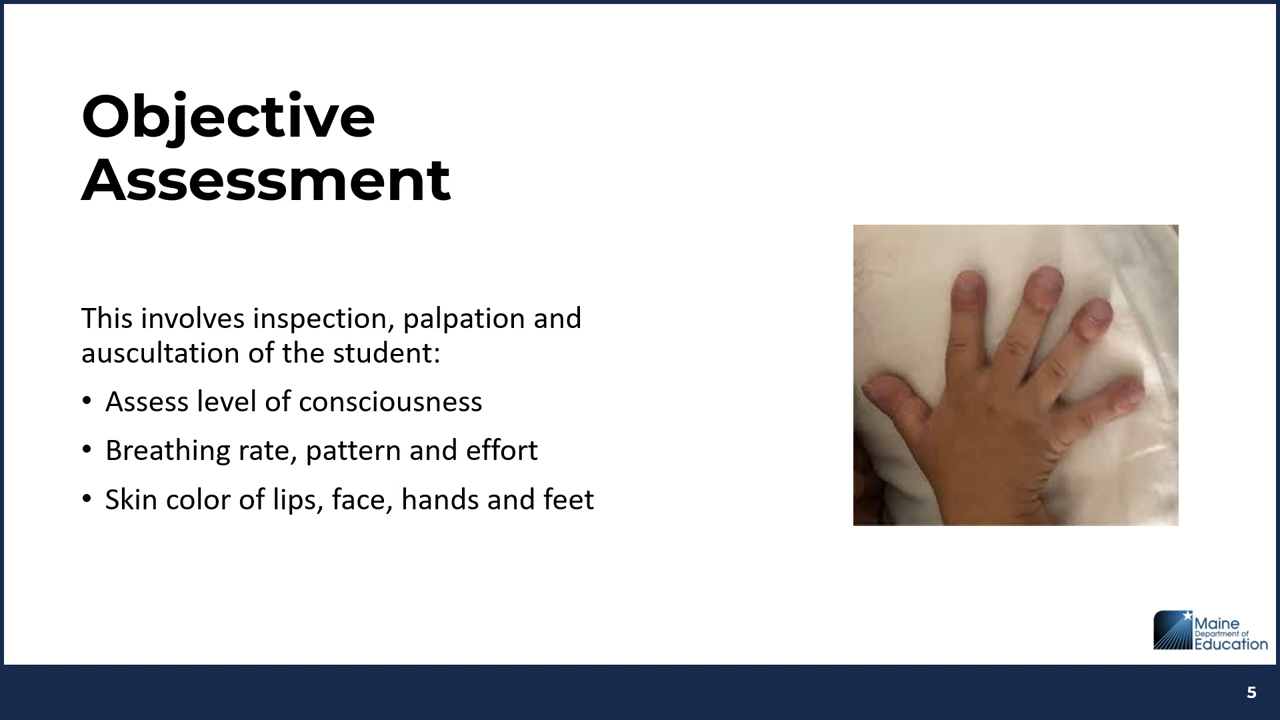 Objective
Assessment
This involves inspection, palpation and
auscultation of the student:
• Assess level of consciousness
• Breathing rate, pattern and effort
• Skin color of lips, face, hands and feet
Maine
Department of
Education
5